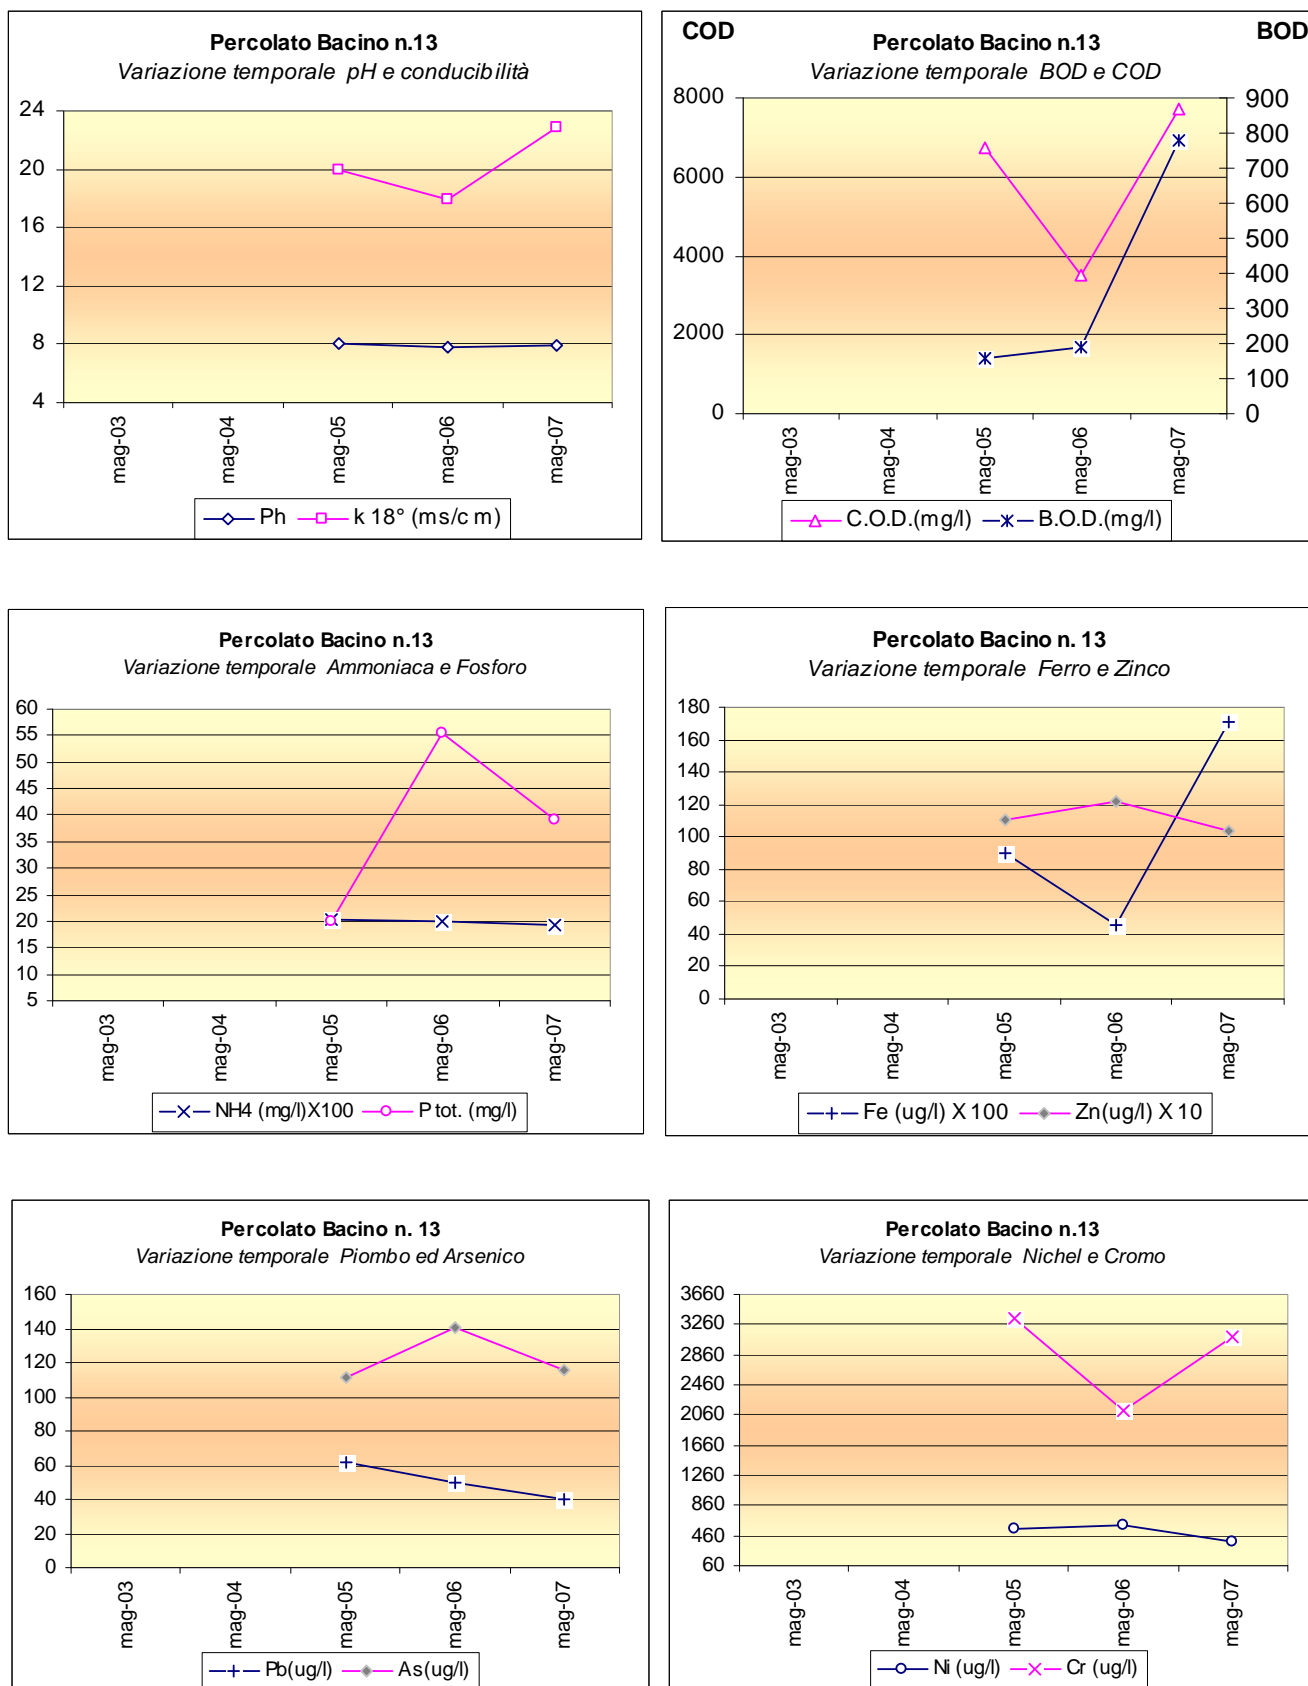 Percolato Bacino n.13
Variazione temporale pH e conducibilità
24
20
16
12
8
4
mag-03
mag-04
mag-05
mag-06
mag-07
Ph
k 18° (ms/c m)
COD
BOD
Percolato Bacino n.13
Variazione temporale BOD e COD
8000
6000
4000
2000
0
900
800
700
600
500
400
300
200
100
0
mag-03
mag-04
mag-05
mag-06
mag-07
C.O.D.(mg/l)
B.O.D.(mg/l)
Percolato Bacino n.13
Variazione temporale Ammoniaca e Fosforo
60
55
50
45
40
35
30
25
20
15
10
5
mag-03
mag-04
mag-05
mag-06
mag-07
NH4 (mg/l)X100
P tot. (mg/l)
Percolato Bacino n. 13
Variazione temporale Ferro e Zinco
180
160
140
120
100
80
60
40
20
0
mag-03
mag-04
mag-05
mag-06
mag-07
Fe (ug/l) X 100
Zn(ug/l) X 10
Percolato Bacino n. 13
Variazione temporale Piombo ed Arsenico
160
140
120
100
80
60
40
20
0
mag-03
mag-04
mag-05
mag-06
mag-07
Pb(ug/l)
As(ug/l)
Percolato Bacino n.13
Variazione temporale Nichel e Cromo
3660
3260
2860
2460
2060
1660
1260
860
460
60
mag-03
mag-04
mag-05
mag-06
mag-07
Ni (ug/l)
Cr (ug/l)